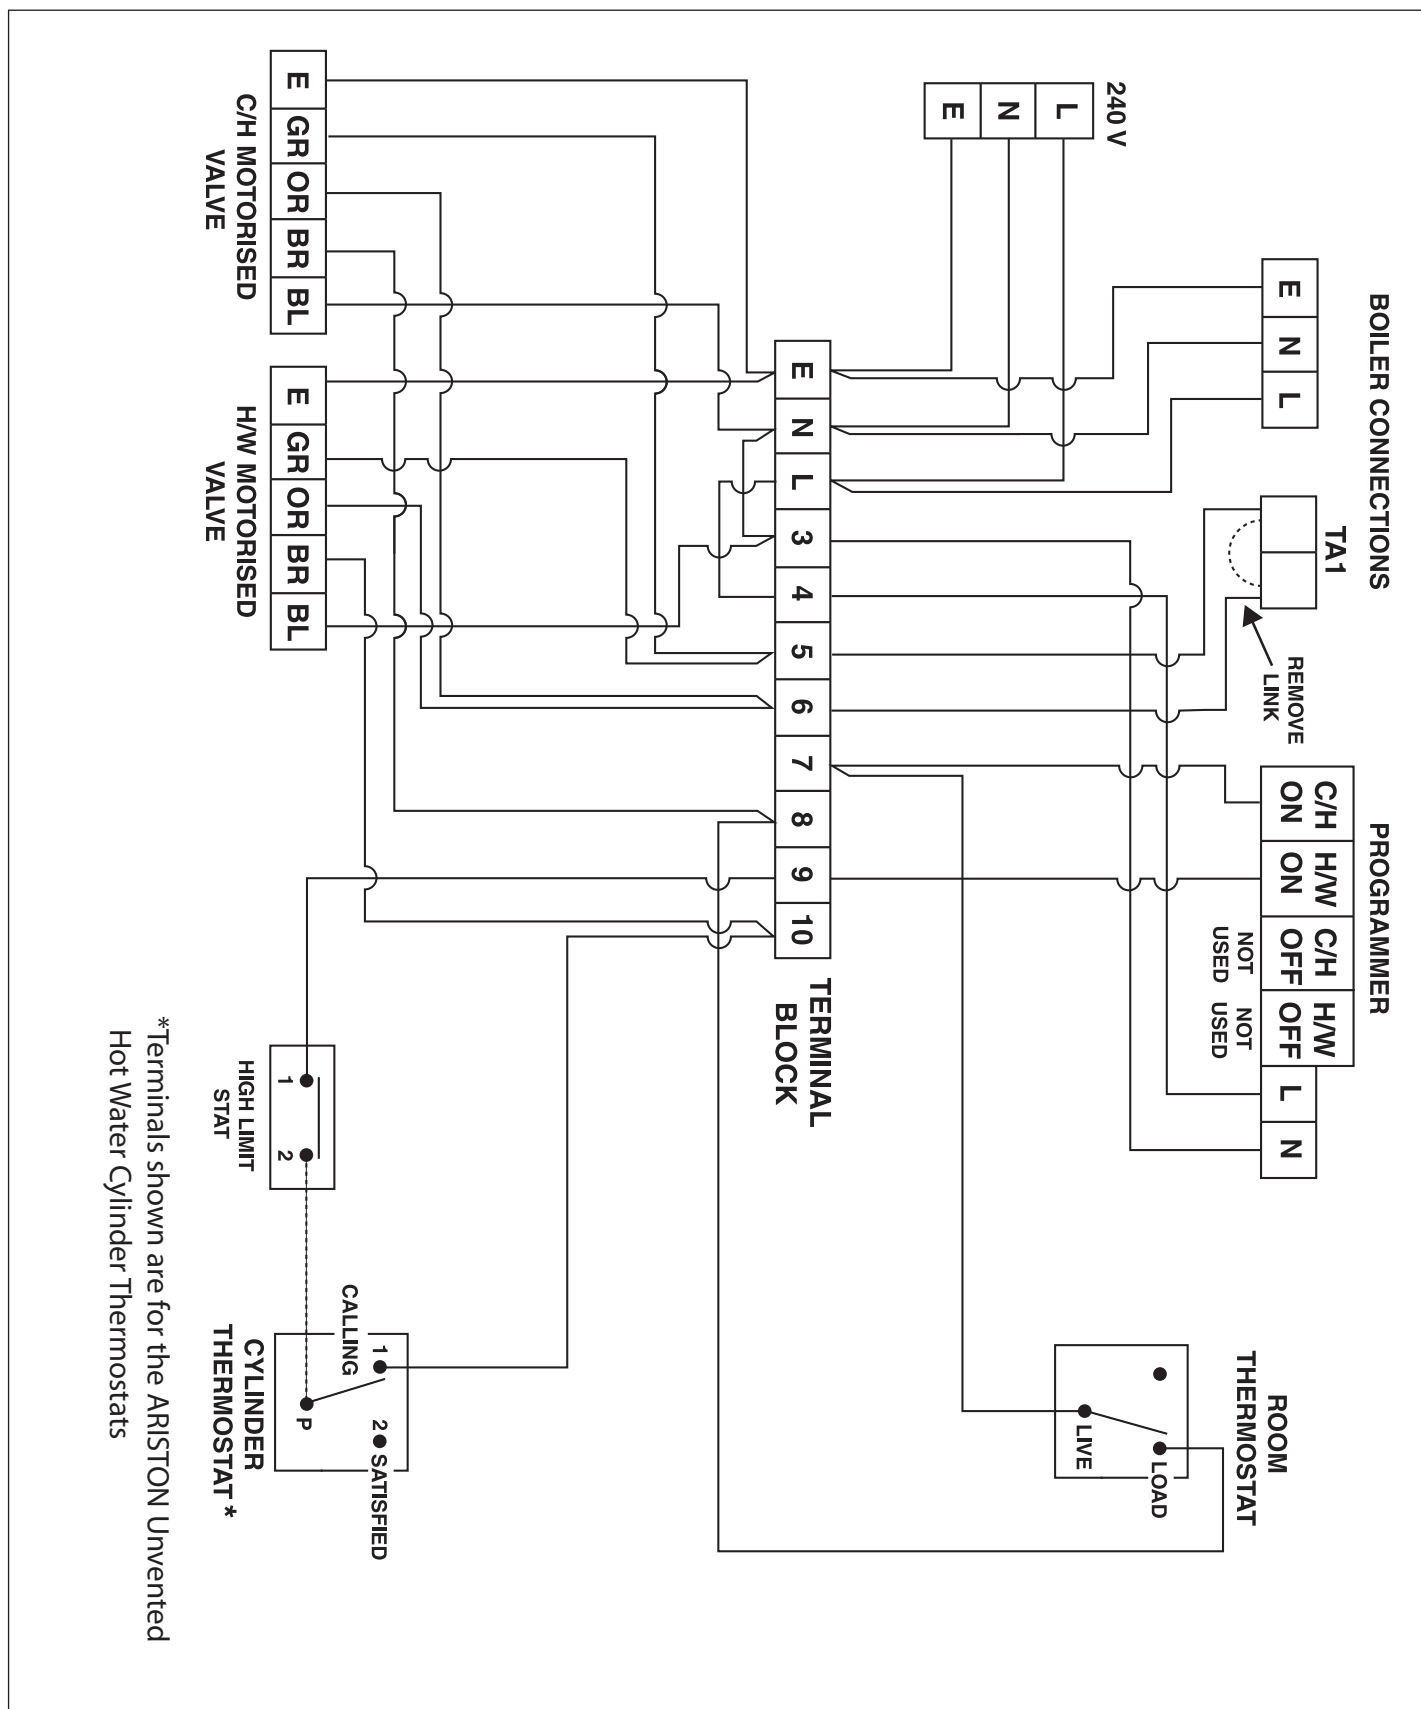 BOILER CONNECTIONS
E
N
L
TA1
REMOVE
LINK
PROGRAMMER
C/H
ON
H/W
ON
C/H
OFF
NOT
USED
H/W
OFF
NOT
USED
L
N
ROOM
THERMOSTAT
LIVE
LOAD
240 V
E
N
L
E
N
L
3
4
5
6
7
8
9
10
TERMINAL
BLOCK
E
GR
OR
BR
BL
C/H MOTORISED
VALVE
E
GR
OR
BR
BL
H/W MOTORISED
VALVE
1
2
HIGH LIMIT
STAT
CALLING
1
P
2
SATISFIED
CYLINDER
THERMOSTAT *
*Terminals shown are for the ARISTON Unvented
Hot Water Cylinder Thermostats